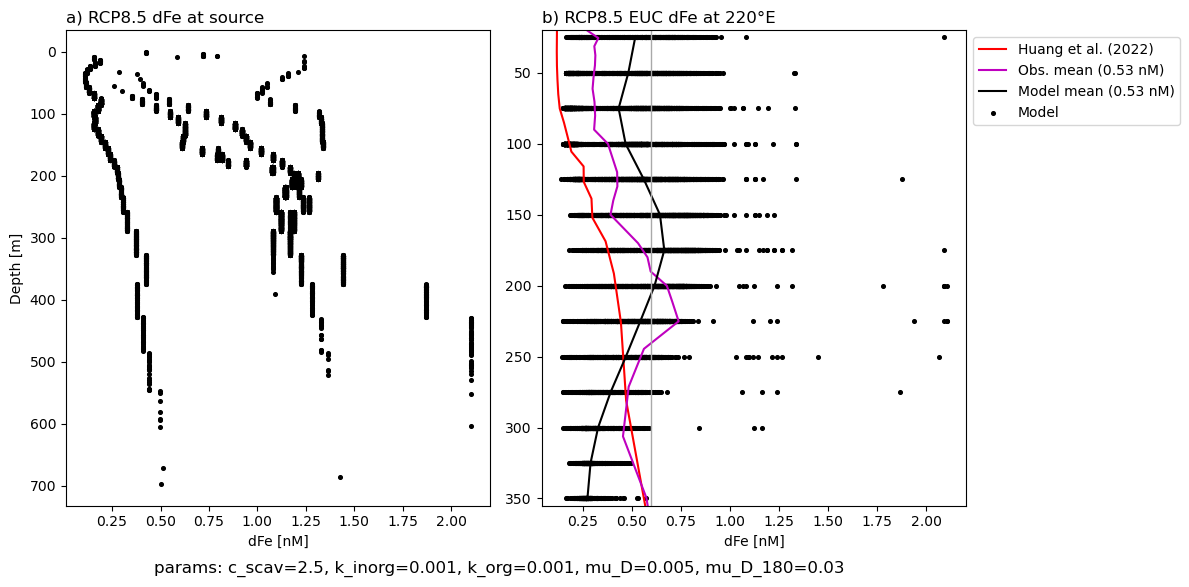 a) RCP8.5 dFe at source
b) RCP8.5 EUC dFe at 220°E
0
100
200
300
400
500
600
700
Depth [m]
0.25 0.50 0.75 1.00 1.25 1.50 1.75 2.00
dFe [nM]
50
100
150
200
250
300
350
0.25 0.50 0.75 1.00 1.25 1.50 1.75 2.00
dFe [nM]
Huang et al. (2022)
Obs. mean (0.53 nM)
Model mean (0.53 nM)
Model
params: c_scav=2.5, k_inorg=0.001, k_org=0.001, mu_D=0.005, mu_D_180=0.03